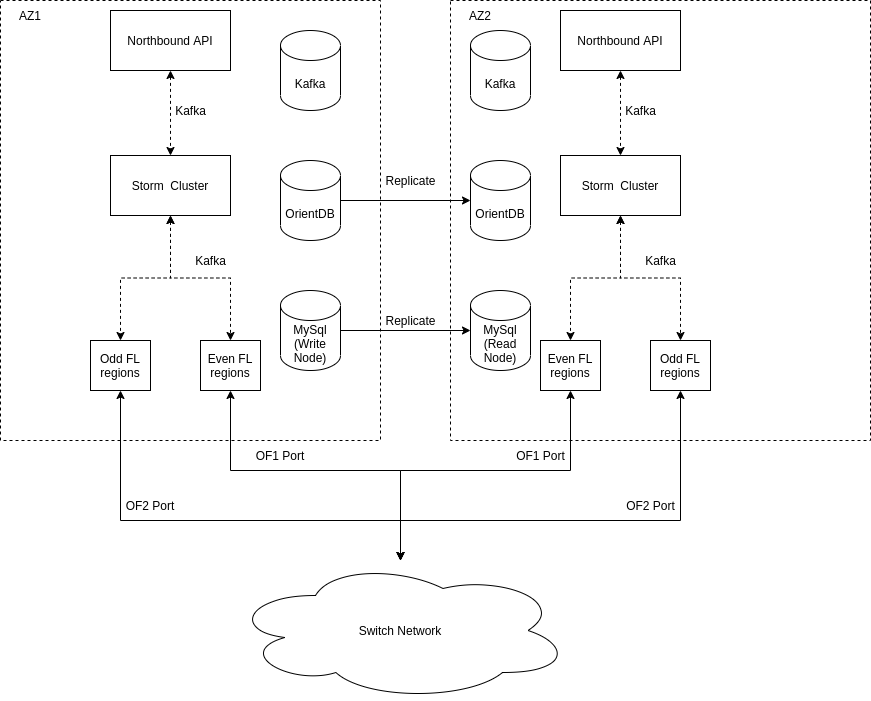 AZ1
AZ2
Northbound API
Kafka
Kafka
Northbound API
Kafka
Kafka
Storm  Cluster
OrientDB
Replicate
OrientDB
Storm  Cluster
Kafka
Kafka
Odd FL
regions
Even FL
regions
MySql
(Write
Node)
Replicate
MySql
(Read
Node)
Even FL
regions
Odd FL
regions
OF1 Port
OF1 Port
OF2 Port
OF2 Port
Switch Network